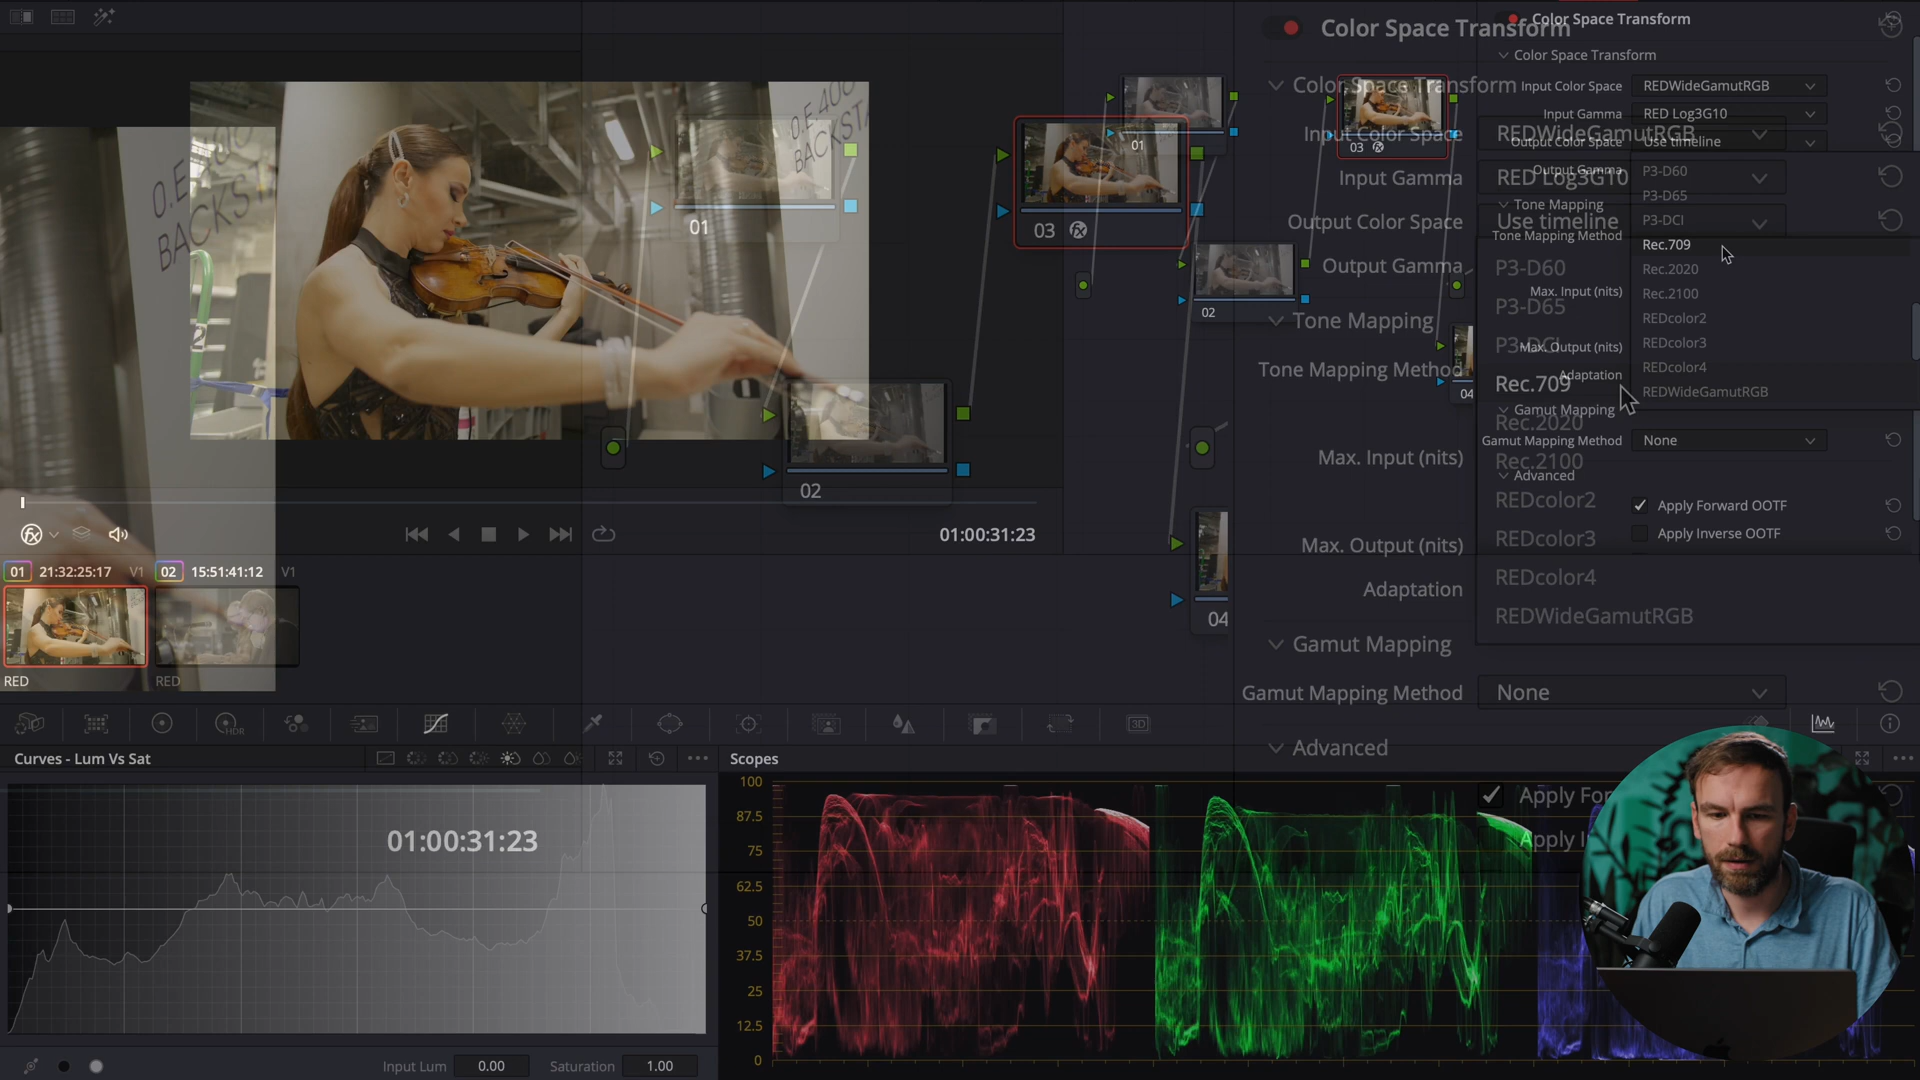 Color Space Transform
Color Space Transform
Color Space Transform
Color Space Transform
Input Color Space
REDWideGamutRGB
Input Gamma
RED Log3G10
Output Color Space
Use timeline
Output Gamma
P3-D60
P3-D65
P3-DCI
Rec.709
Rec.2020
Rec.2100
REDcolor2
REDcolor3
REDcolor4
REDWideGamutRGB
Tone Mapping
Tone Mapping Method
Max. Input (nits)
Max. Output (nits)
Adaptation
Gamut Mapping
Gamut Mapping Method
None
Advanced
Apply Forward OOTF
Apply Inverse OOTF
Input Color Space
REDWideGamutRGB
Input Gamma
RED Log3G10
Output Color Space
Use timeline
Output Gamma
P3-D60
P3-D65
P3-DCI
Rec.709
Rec.2020
Rec.2100
REDcolor2
REDcolor3
REDcolor4
REDWideGamutRGB
Tone Mapping
Tone Mapping Method
Max. Input (nits)
Max. Output (nits)
Adaptation
Gamut Mapping
Gamut Mapping Method
None
Advanced
01
03
02
04
01
03
02
04
01:00:31:23
01 21:32:25:17 V1
02 15:51:41:12 V1
RED
RED
HDR
3D
Curves - Lum Vs Sat
01:00:31:23
Input Lum 0.00
Saturation 1.00
Scopes
100
87.5
75
62.5
50
37.5
25
12.5
0